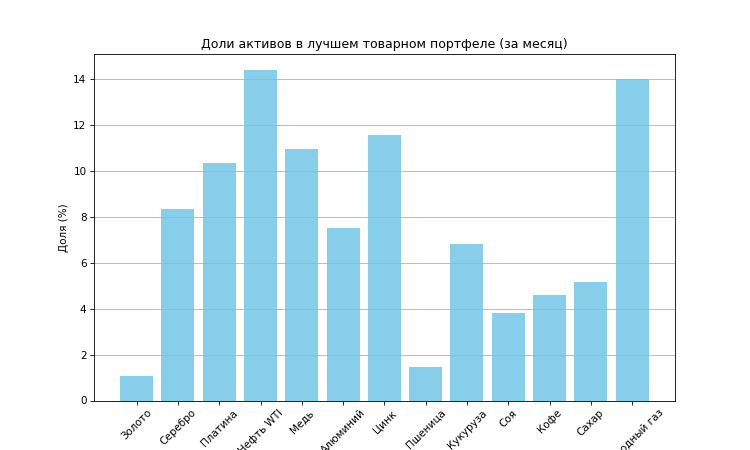 Доли активов в лучшем товарном портфеле (за месяц)
Доля (%)
14
12
10
8
6
4
2
0
Золото
Серебро
Платина
Нефть WTI
Медь
Алюминий
Цинк
Пшеница
Кукуруза
Соя
Кофе
Сахар
газ